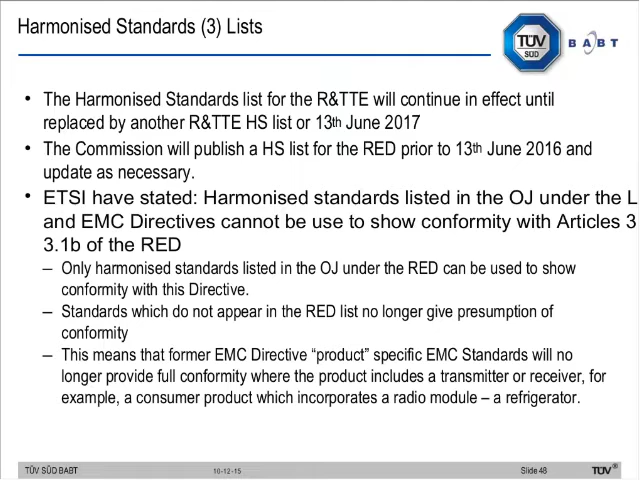 Harmonised Standards (3) Lists
TÜV
SÜD
BABT
• The Harmonised Standards list for the R&TTE will continue in effect until
replaced by another R&TTE HS list or 13th June 2017
• The Commission will publish a HS list for the RED prior to 13th June 2016 and
update as necessary.
• ETSI have stated: Harmonised standards listed in the OJ under the L
and EMC Directives cannot be use to show conformity with Articles 3
3.1b of the RED
– Only harmonised standards listed in the OJ under the RED can be used to show
conformity with this Directive.
– Standards which do not appear in the RED list no longer give presumption of
conformity
– This means that former EMC Directive “product” specific EMC Standards will no
longer provide full conformity where the product includes a transmitter or receiver, for
example, a consumer product which incorporates a radio module – a refrigerator.
TÜV SÜD BABT
10-12-15
Slide 48
TÜV®